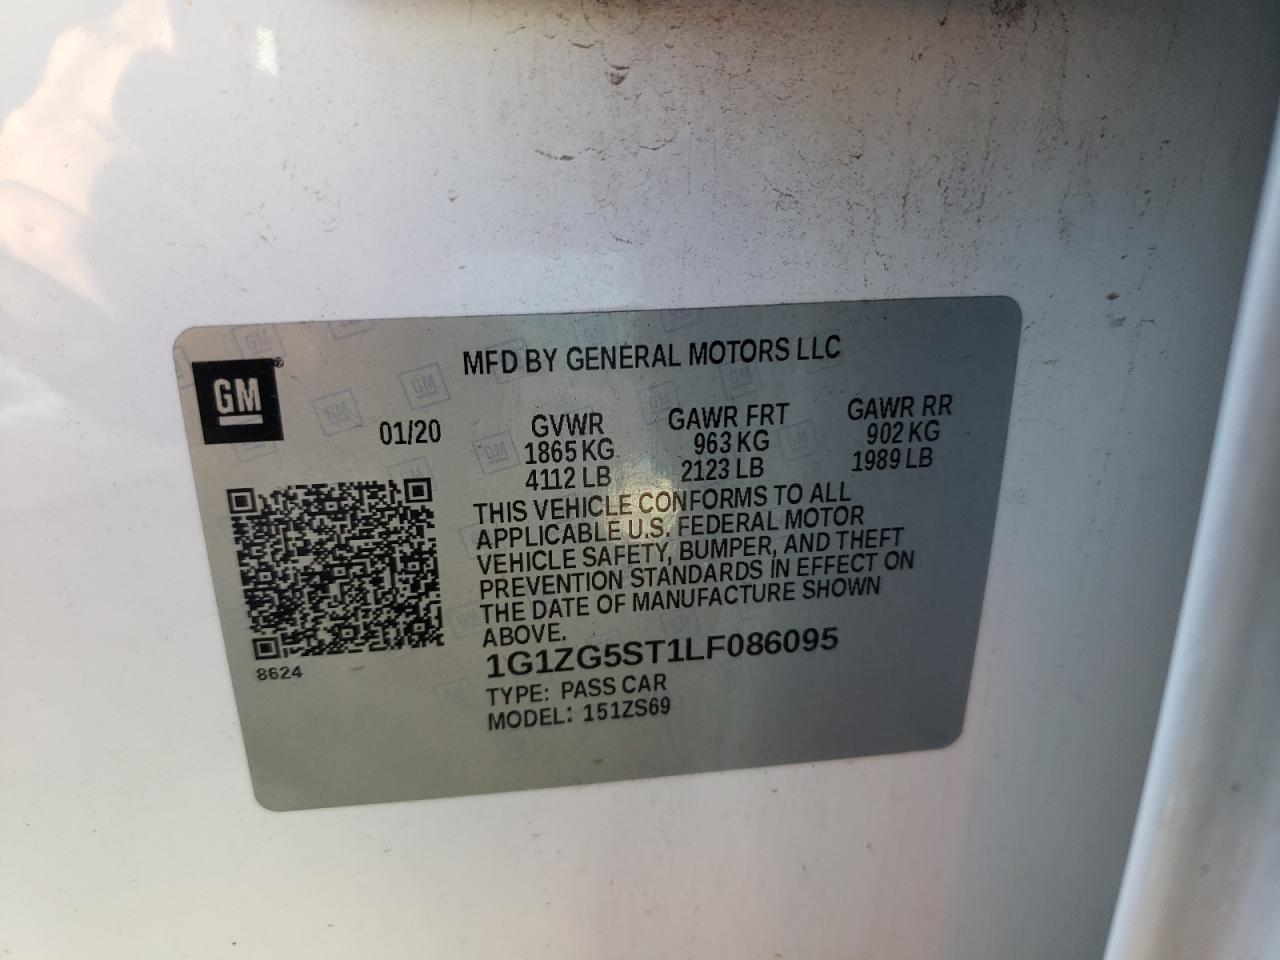 MFD BY GENERAL MOTORS LLC
GM
01/20
GVWR
1865 KG
4112 LB
GAWR FRT
963 KG
2123 LB
GAWR RR
902 KG
1989 LB
THIS VEHICLE CONFORMS TO ALL
APPLICABLE U.S. FEDERAL MOTOR
VEHICLE SAFETY, BUMPER, AND THEFT
PREVENTION STANDARDS IN EFFECT ON
THE DATE OF MANUFACTURE SHOWN
ABOVE.
1G1ZG5ST1LF086095
TYPE: PASS CAR
MODEL: 151ZS69
8624